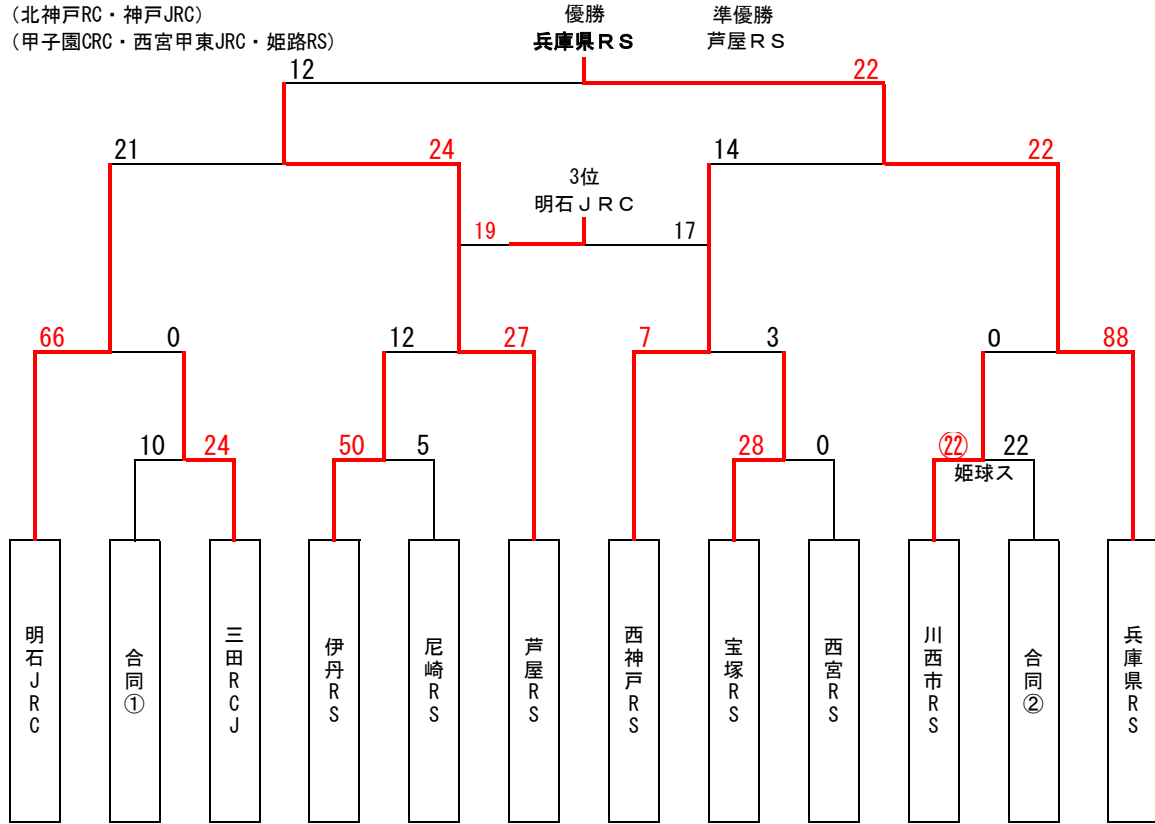 (北神戸RC・神戸JRC)
(甲子園CRC・西宮甲東JRC・姫路RS)
優勝
兵庫県RS
準優勝
芦屋RS
12
22
21
24
14
22
3位
明石JRC
19
17
66
0
12
27
7
3
0
88
10
24
50
5
28
0
㉒
22
姫球ス
明石JRC
合同①
三田RCJ
伊丹RS
尼崎RS
芦屋RS
西神戸RS
宝塚RS
西宮RS
川西市RS
合同②
兵庫県RS